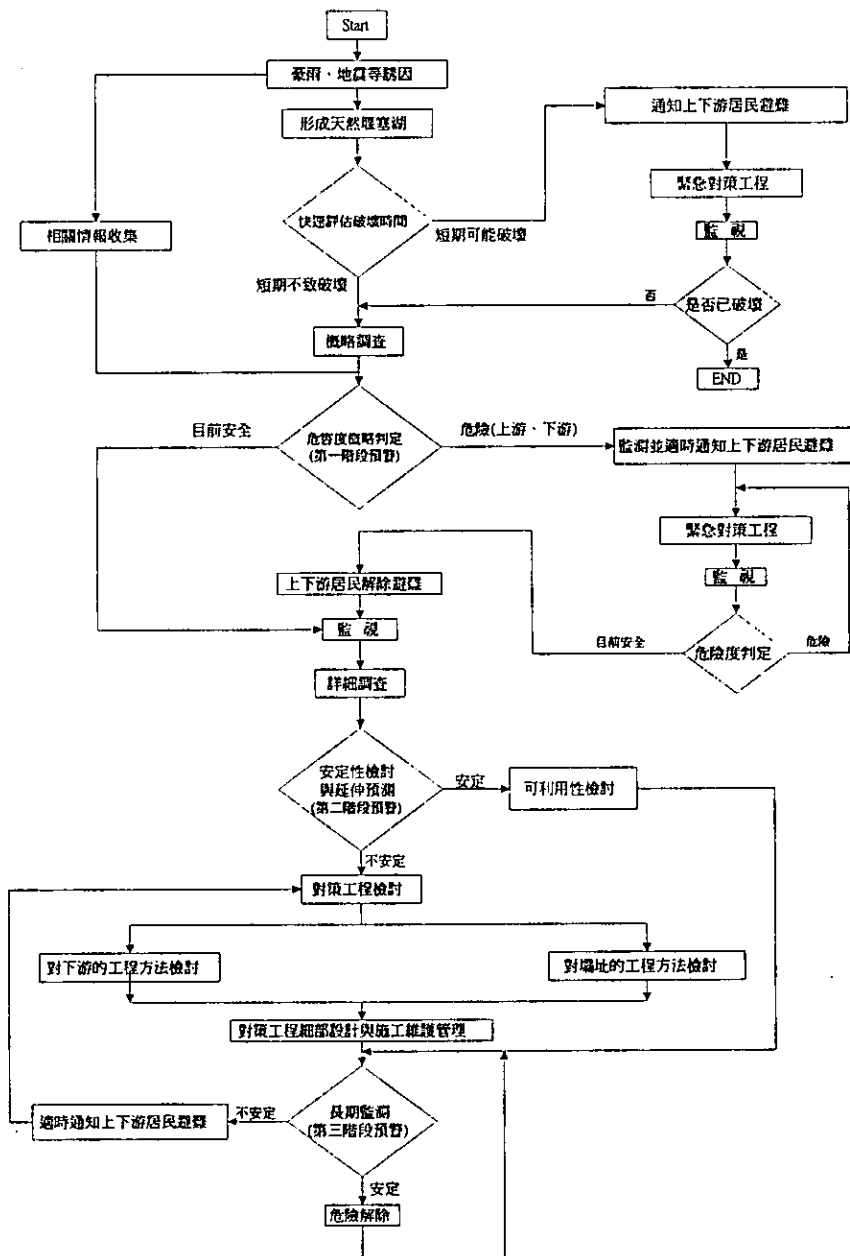 Start
豪雨、地震等誘因
形成天然堰塞湖
通知上下游居民避難
緊急對策工程
快速評估破壞時間
相關情報收集
短期可能破壞
監 視
短期不致破壞
否
是否已破壞
概略調查
是
END
目前安全
危害度概略判定
(第一階段預警)
危險(上游、下游)
監測並適時通知上下游居民避難
緊急對策工程
上下游居民解除避難
監 視
監 視
目前安全
危險度判定
危險
詳細調查
安定性檢討
與延伸預測
(第二階段預警)
安定
可利用性檢討
不安定
對策工程檢討
對下游的工程方法檢討
對壩址的工程方法檢討
對策工程細部設計與施工維護管理
適時通知上下游居民避難
不安定
長期監測
(第三階段預警)
安定
危險解除